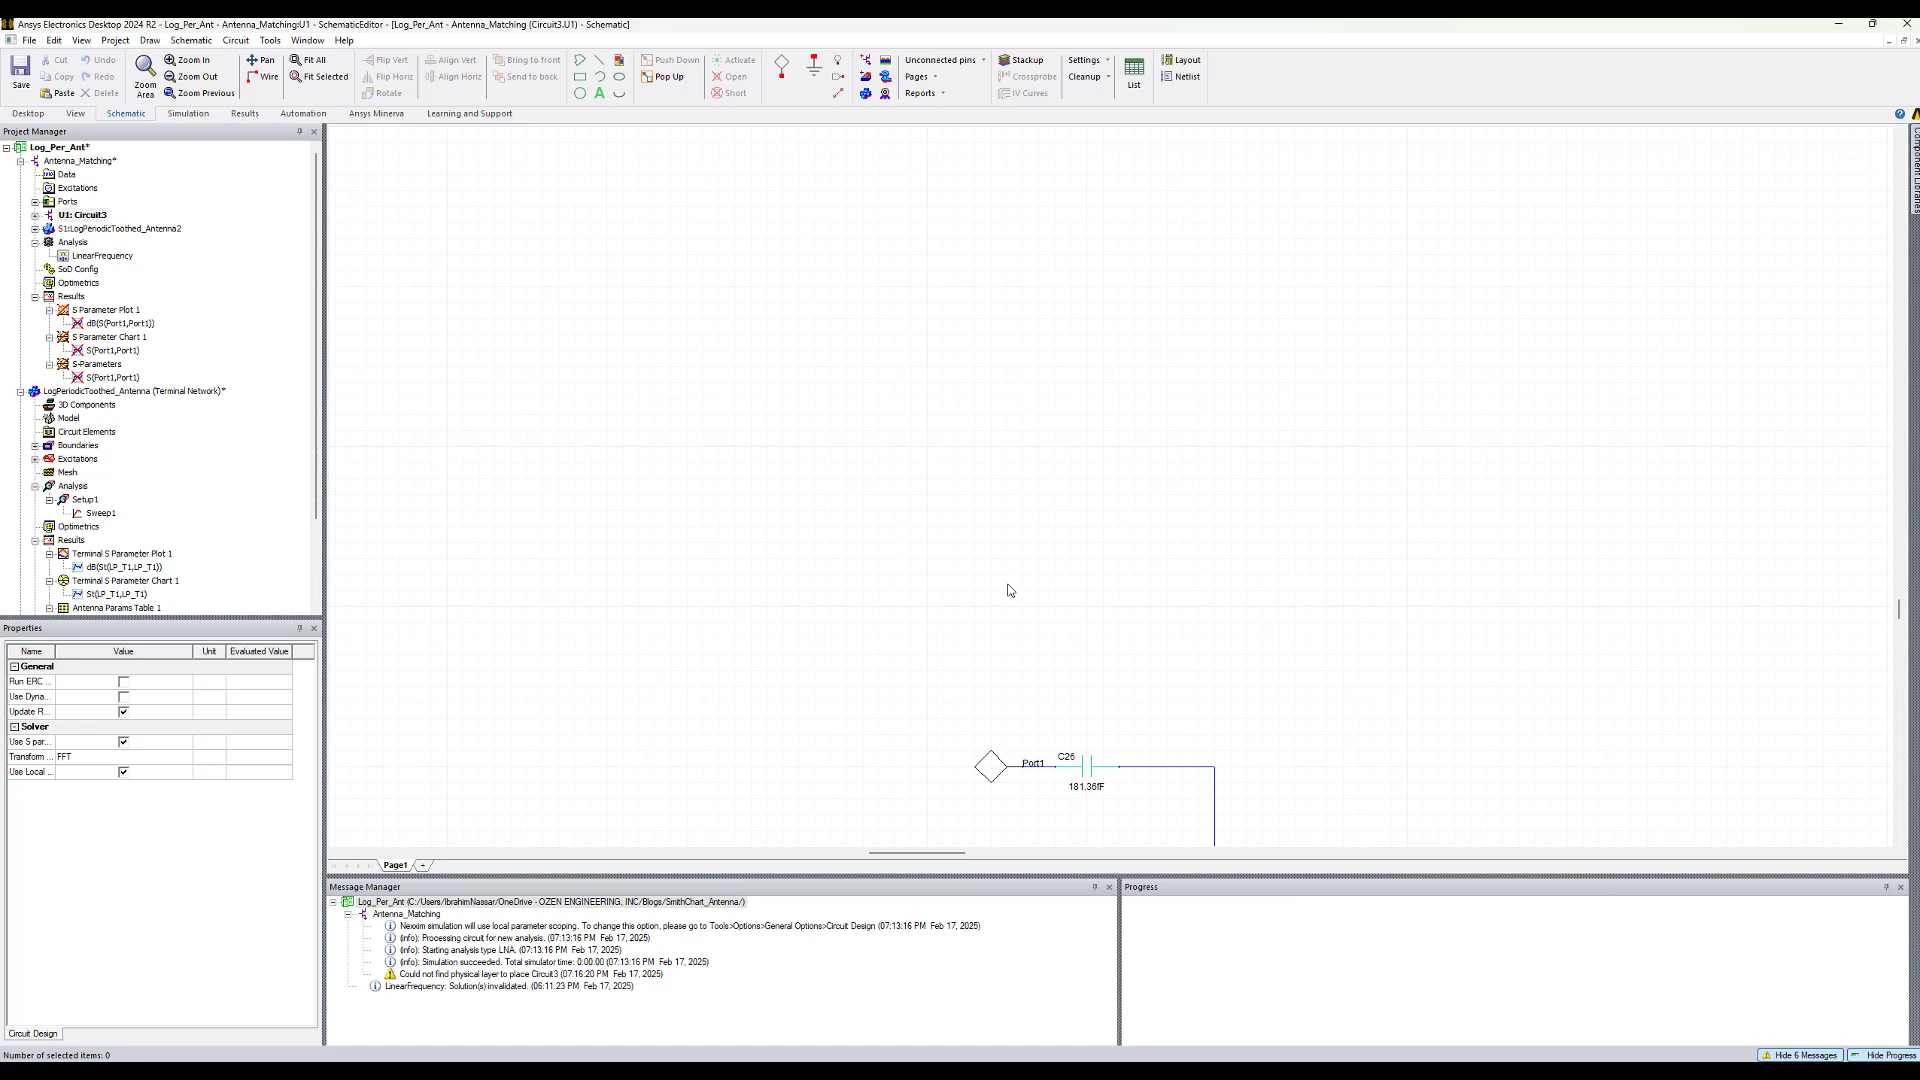 Ansys Electronics Desktop 2024 R2 - Log_Per_Ant - Antenna_Matching:U1 - SchematicEditor - [Log_Per_Ant - Antenna_Matching (Circuit3.U1) - Schematic]
File Edit View Project Draw Schematic Circuit Tools Window Help
Save Cut Copy Paste Undo Redo Delete
Zoom Area Zoom In Zoom Out Zoom Previous
Pan Wire Fit All Fit Selected
Flip Vert Flip Horiz Rotate
Align Vert Align Horiz
Bring to front Send to back
Push Down Pop Up
Activate Open Short
Unconnected pins Pages Reports
Stackup Crossprobe IV Curves
Settings Cleanup List
Layout Netlist
Desktop View Schematic Simulation Results Automation Ansys Minerva Learning and Support
Project Manager
Log_Per_Ant*
Antenna_Matching*
Data
Excitations
Ports
U1: Circuit3
S1:LogPeriodicToothed_Antenna2
Analysis
LinearFrequency
SoD Config
Optimetrics
Results
S Parameter Plot 1
dB(S(Port1,Port1))
S Parameter Chart 1
S(Port1,Port1)
S-Parameters
S(Port1,Port1)
LogPeriodicToothed_Antenna (Terminal Network)*
3D Components
Model
Circuit Elements
Boundaries
Excitations
Mesh
Analysis
Setup1
Sweep1
Optimetrics
Results
Terminal S Parameter Plot 1
dB(St(LP_T1,LP_T1))
Terminal S Parameter Chart 1
St(LP_T1,LP_T1)
Antenna Params Table 1
Component Libraries
Properties
Name Value Unit Evaluated Value
General
Run ERC ...
Use Dyna...
Update R...
Solver
Use S par...
Transform ... FFT
Use Local ...
Circuit Design
Port1
C26
181.36fF
Page1 +
Message Manager
Log_Per_Ant (C:/Users/IbrahimNassar/OneDrive - OZEN ENGINEERING, INC/Blogs/SmithChart_Antenna/)
Antenna_Matching
Nexxim simulation will use local parameter scoping. To change this option, please go to Tools>Options>General Options>Circuit Design (07:13:16 PM Feb 17, 2025)
(info): Processing circuit for new analysis. (07:13:16 PM Feb 17, 2025)
(info): Starting analysis type LNA. (07:13:16 PM Feb 17, 2025)
(info): Simulation succeeded. Total simulator time: 0:00:00 (07:13:16 PM Feb 17, 2025)
Could not find physical layer to place Circuit3 (07:16:20 PM Feb 17, 2025)
LinearFrequency: Solution(s) invalidated. (06:11:23 PM Feb 17, 2025)
Progress
Number of selected items: 0
Hide 6 Messages
Hide Progress